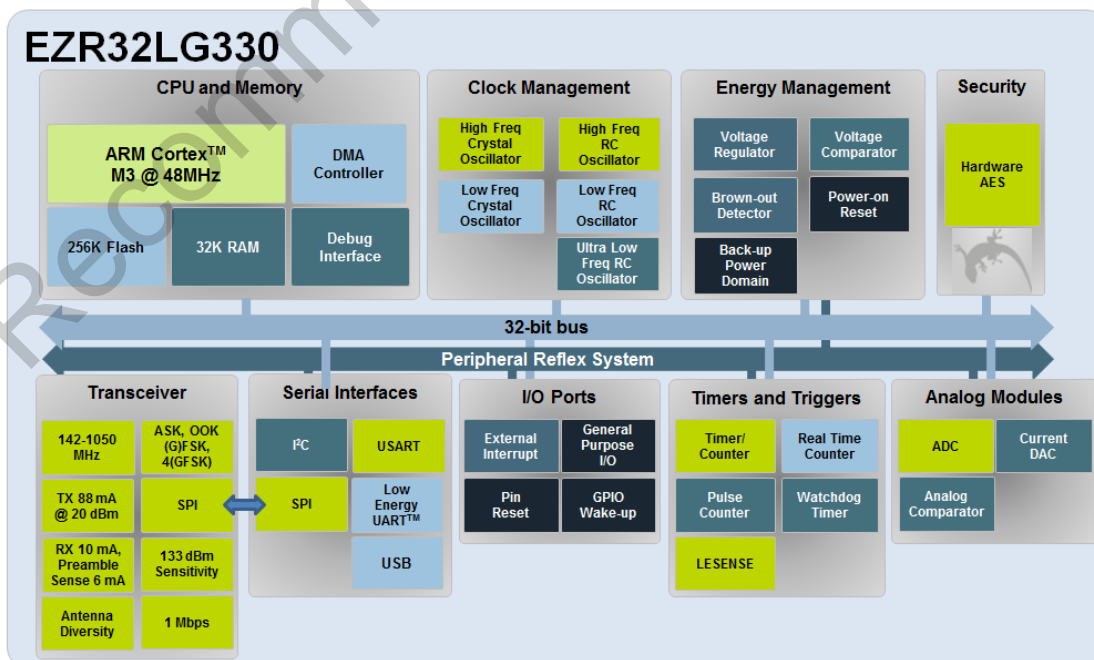 EZR32LG330
CPU and Memory
ARM Cortex™
M3 @ 48MHz
DMA
Controller
256K Flash
32K RAM
Debug
Interface
Clock Management
High Freq
Crystal
Oscillator
High Freq
RC
Oscillator
Low Freq
Crystal
Oscillator
Low Freq
RC
Oscillator
Ultra Low
Freq RC
Oscillator
Energy Management
Voltage
Regulator
Voltage
Comparator
Brown-out
Detector
Power-on
Reset
Back-up
Power
Domain
Security
Hardware
AES
32-bit bus
Peripheral Reflex System
Transceiver
142-1050
MHz
ASK, OOK
(G)FSK,
4(GFSK)
TX 88 mA
@ 20 dBm
SPI
RX 10 mA,
Preamble
Sense 6 mA
133 dBm
Sensitivity
Antenna
Diversity
1 Mbps
Serial Interfaces
I²C
USART
SPI
Low
Energy
UART™
USB
I/O Ports
External
Interrupt
General
Purpose
I/O
Pin
Reset
GPIO
Wake-up
Timers and Triggers
Timer/
Counter
Real Time
Counter
Pulse
Counter
Watchdog
Timer
LESENSE
Analog Modules
ADC
Current
DAC
Analog
Comparator